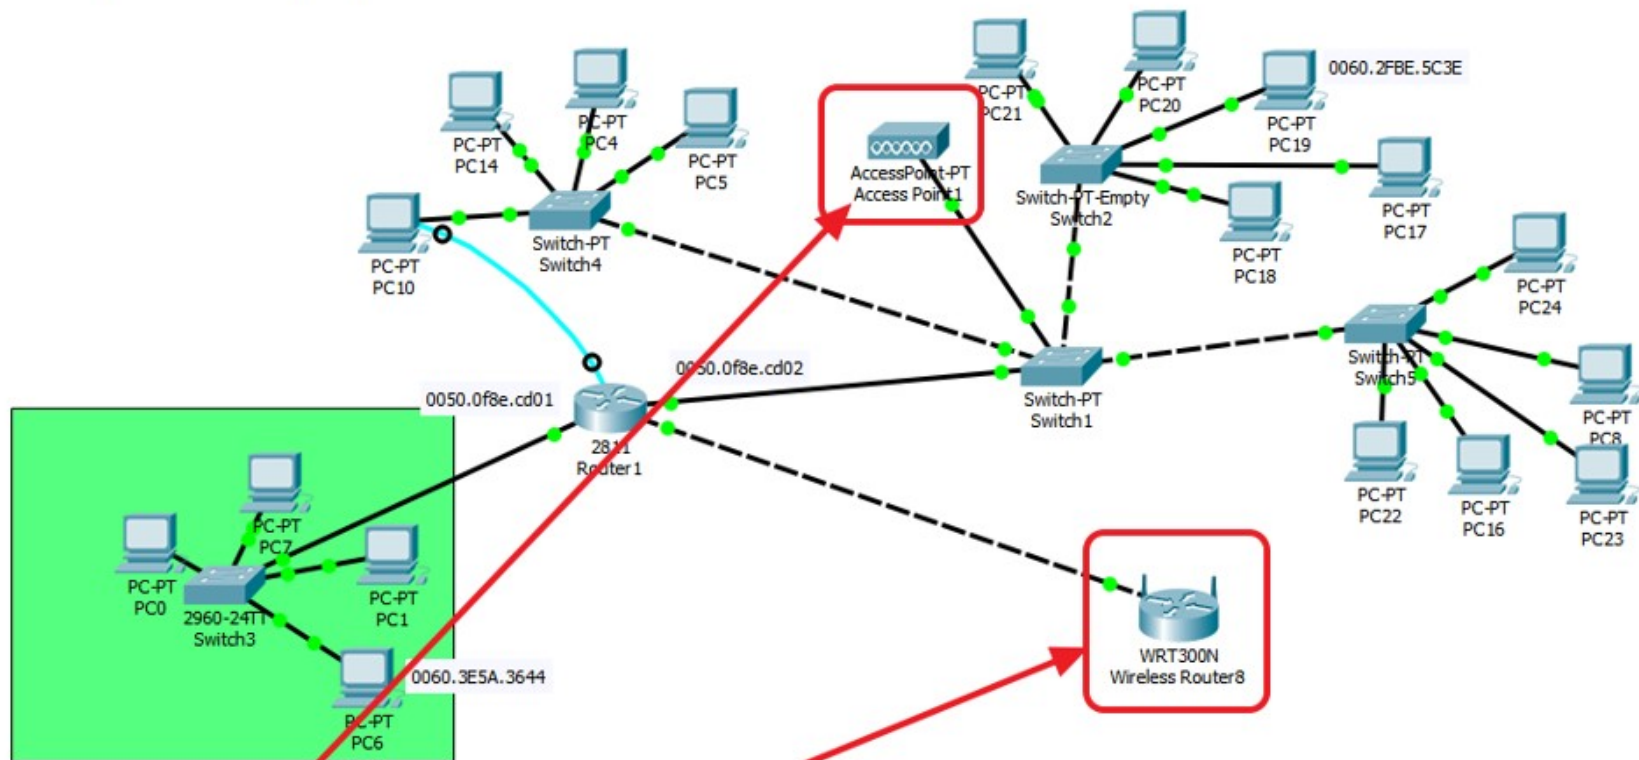 PC-PT
PC14
PC-PT
PC4
PC-PT
PC5
PC-PT
PC10
Switch-PT
Switch4
AccessPoint-PT
Access Point1
PC-PT
PC21
PC-PT
PC20
0060.2FBE.5C3E
PC-PT
PC19
PC-PT
PC17
PC-PT
PC18
Switch-PT-Empty
Switch2
PC-PT
PC24
Switch-PT
Switch5
PC-PT
PC8
PC-PT
PC22
PC-PT
PC16
PC-PT
PC23
0050.0f8e.cd02
Switch-PT
Switch1
0050.0f8e.cd01
2811
Router1
PC-PT
PC7
PC-PT
PC0
PC-PT
PC1
2960-24TT
Switch3
0060.3E5A.3644
PC-PT
PC6
WRT300N
Wireless Router8